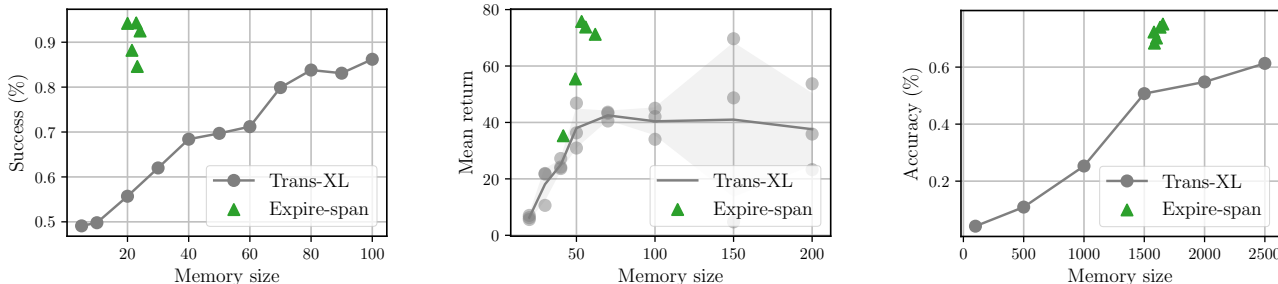 Success (%)
0.9
0.8
0.7
0.6
0.5
20 40 60 80 100
Memory size
Trans-XL
Expire-span
Mean return
80
60
40
20
0
0 50 100 150 200
Memory size
Trans-XL
Expire-span
Accuracy (%)
0.6
0.4
0.2
0 500 1000 1500 2000 2500
Memory size
Trans-XL
Expire-span